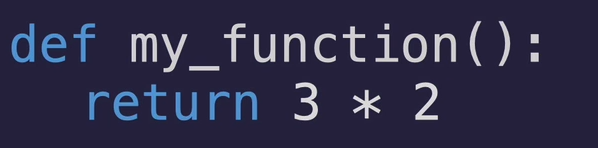 def my_function():
    return 3 * 2